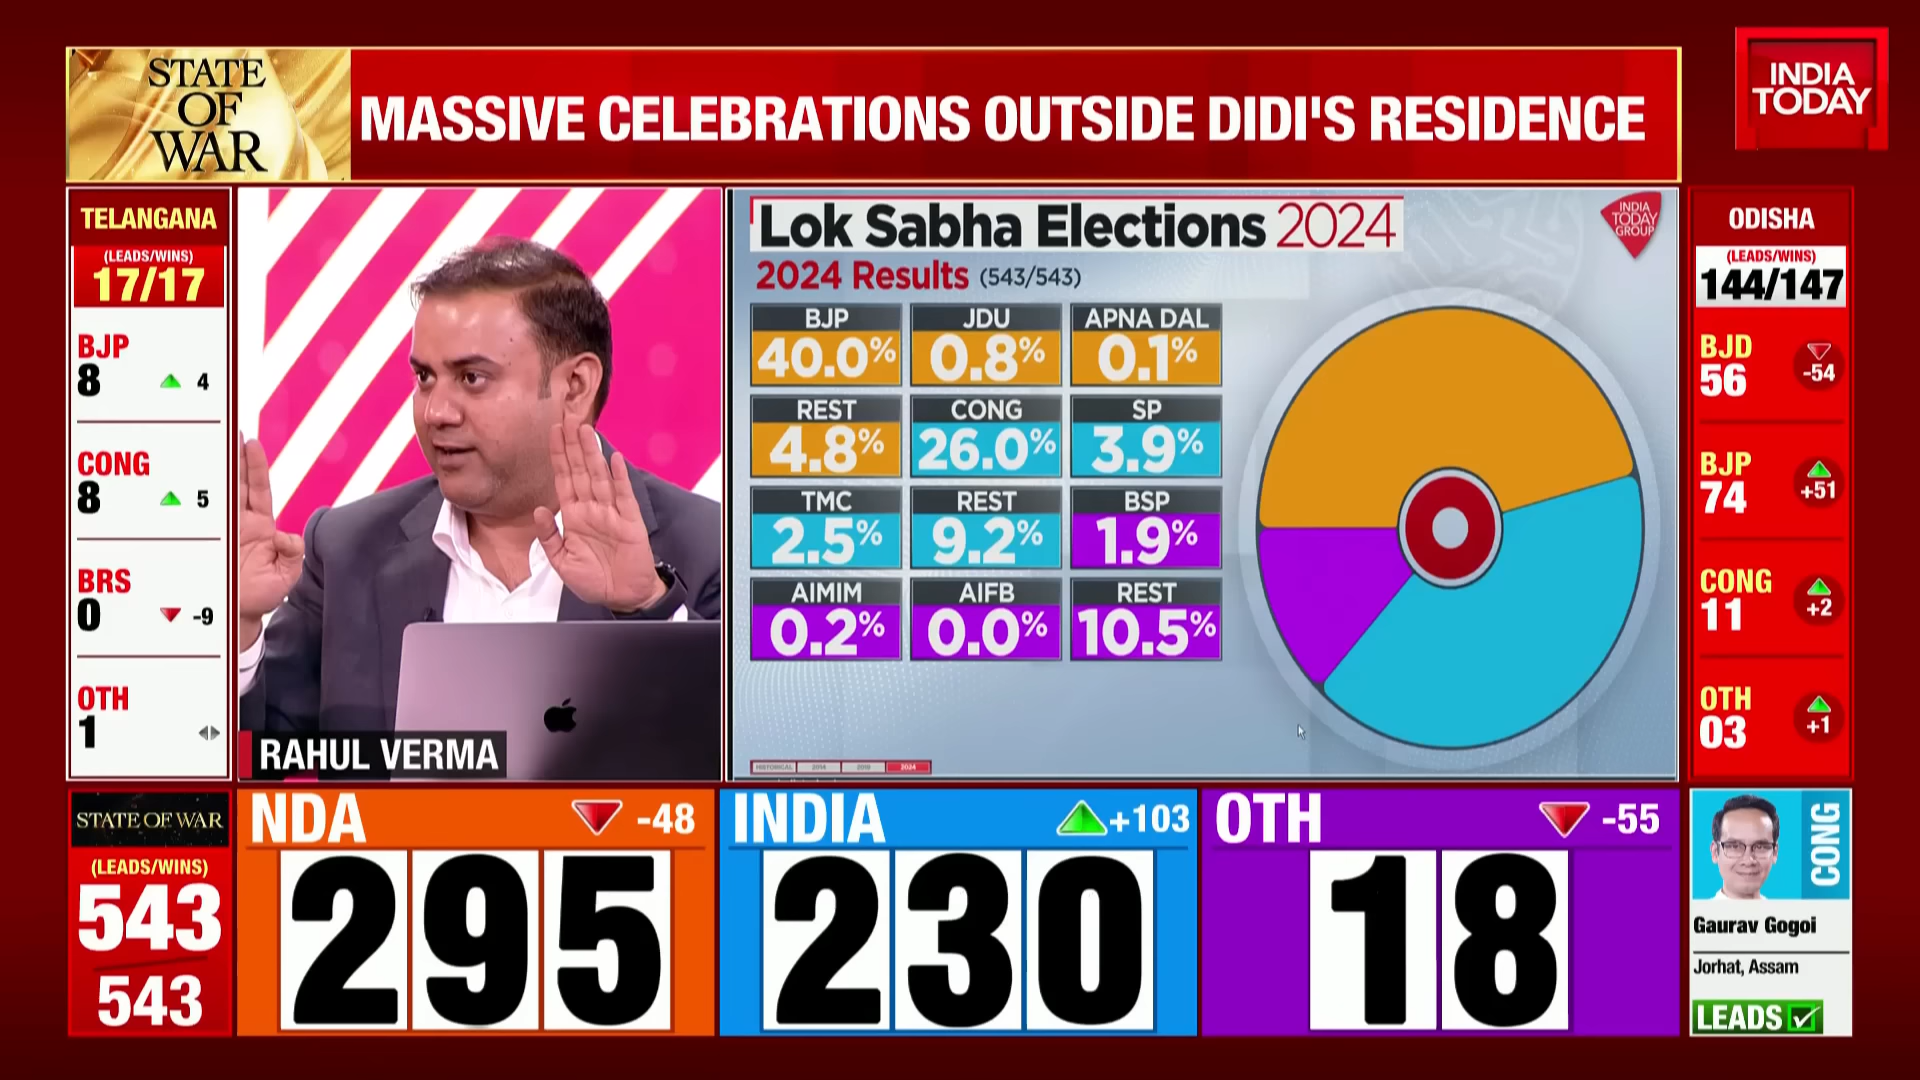 STATE
OF
WAR
MASSIVE CELEBRATIONS OUTSIDE DIDI'S RESIDENCE
INDIA
TODAY
TELANGANA
(LEADS/WINS)
17/17
BJP
8 4
CONG
8 5
BRS
0 -9
OTH
1
RAHUL VERMA
Lok Sabha Elections 2024
2024 Results (543/543)
INDIA
TODAY
GROUP
BJP JDU APNA DAL
40.0% 0.8% 0.1%
REST CONG SP
4.8% 26.0% 3.9%
TMC REST BSP
2.5% 9.2% 1.9%
AIMIM AIFB REST
0.2% 0.0% 10.5%
HISTORICAL 2014 2019 2024
ODISHA
(LEADS/WINS)
144/147
BJD
56 -54
BJP
74 +51
CONG
11 +2
OTH
03 +1
STATE OF WAR
(LEADS/WINS)
543
543
NDA -48
295
INDIA +103
230
OTH -55
18
CONG
Gaurav Gogoi
Jorhat, Assam
LEADS